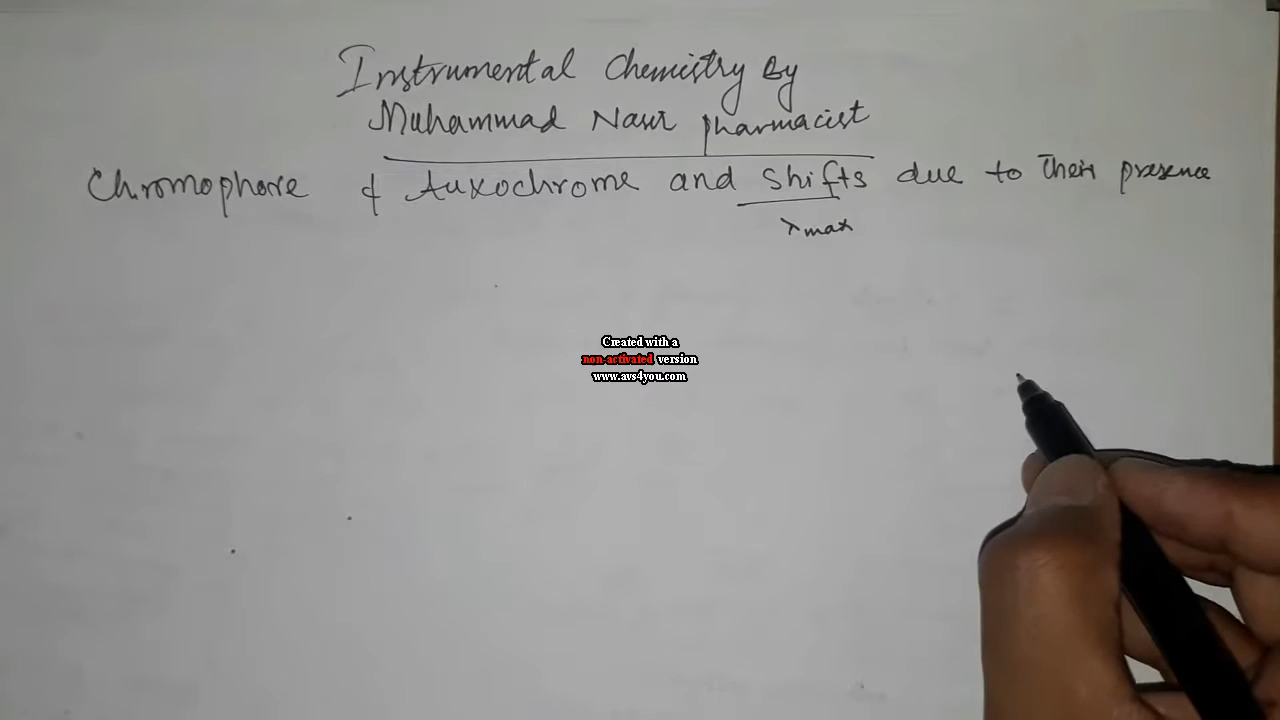 Instrumental Chemistry By
Muhammad Nasir pharmacist
Chromophore & Auxochrome and shifts due to Their presence
λmax
Created with a
non-activated version
www.avs4you.com